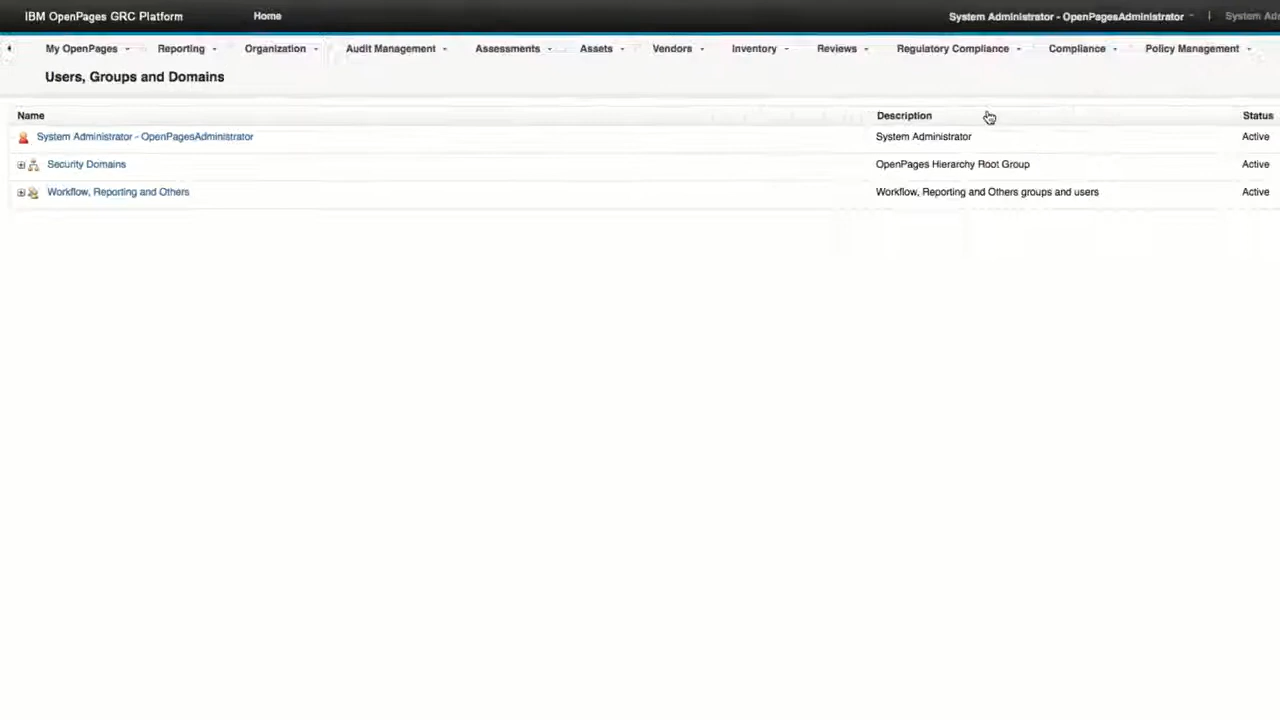 IBM OpenPages GRC Platform Home System Administrator - OpenPagesAdministrator | System Ad
My OpenPages Reporting Organization Audit Management Assessments Assets Vendors Inventory Reviews Regulatory Compliance Compliance Policy Management
Users, Groups and Domains
Name Description Status
System Administrator - OpenPagesAdministrator System Administrator Active
Security Domains OpenPages Hierarchy Root Group Active
Workflow, Reporting and Others Workflow, Reporting and Others groups and users Active